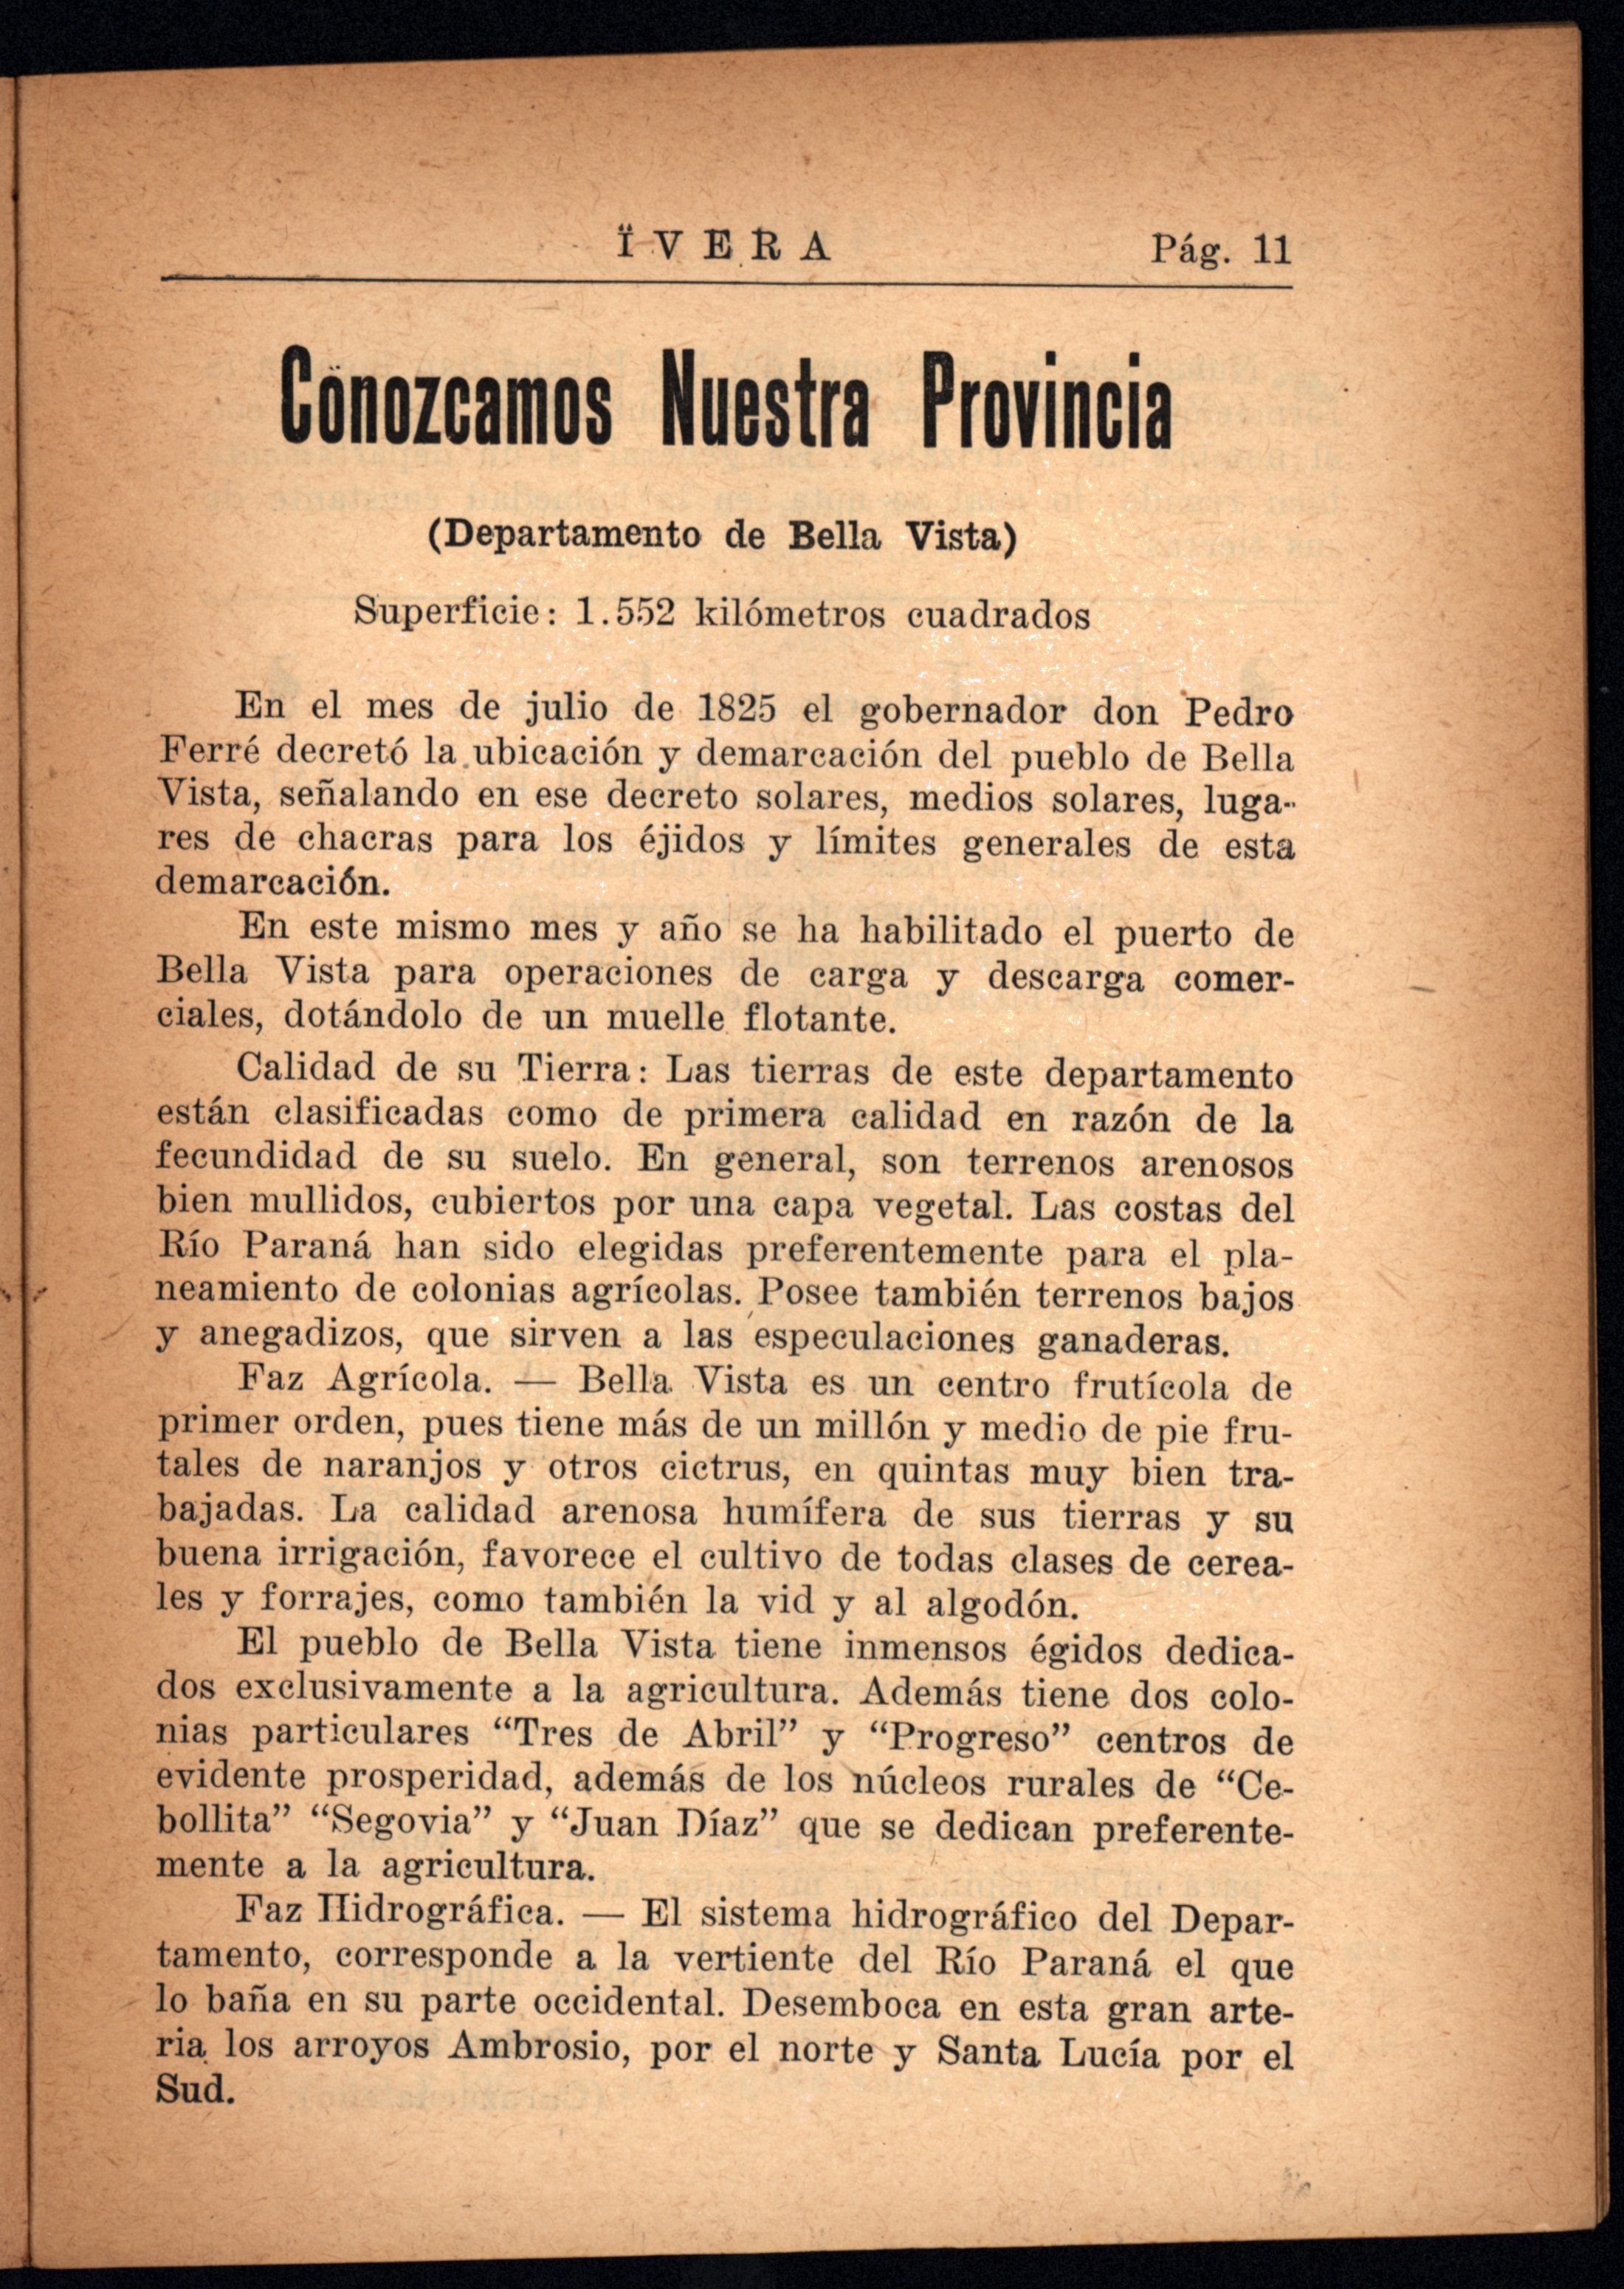 Ï V E R A Pág. 11
Conozcamos Nuestra Provincia
(Departamento de Bella Vista)
Superficie: 1.552 kilómetros cuadrados
En el mes de julio de 1825 el gobernador don Pedro
Ferré decretó la ubicación y demarcación del pueblo de Bella
Vista, señalando en ese decreto solares, medios solares, luga-
res de chacras para los éjidos y límites generales de esta
demarcación.
En este mismo mes y año se ha habilitado el puerto de
Bella Vista para operaciones de carga y descarga comer-
ciales, dotándolo de un muelle flotante.
Calidad de su Tierra: Las tierras de este departamento
están clasificadas como de primera calidad en razón de la
fecundidad de su suelo. En general, son terrenos arenosos
bien mullidos, cubiertos por una capa vegetal. Las costas del
Río Paraná han sido elegidas preferentemente para el pla-
neamiento de colonias agrícolas. Posee también terrenos bajos
y anegadizos, que sirven a las especulaciones ganaderas.
Faz Agrícola. — Bella Vista es un centro frutícola de
primer orden, pues tiene más de un millón y medio de pie fru-
tales de naranjos y otros cictrus, en quintas muy bien tra-
bajadas. La calidad arenosa humífera de sus tierras y su
buena irrigación, favorece el cultivo de todas clases de cerea-
les y forrajes, como también la vid y al algodón.
El pueblo de Bella Vista tiene inmensos égidos dedica-
dos exclusivamente a la agricultura. Además tiene dos colo-
nias particulares “Tres de Abril” y “Progreso” centros de
evidente prosperidad, además de los núcleos rurales de “Ce-
bollita” “Segovia” y “Juan Díaz” que se dedican preferente-
mente a la agricultura.
Faz Hidrográfica. — El sistema hidrográfico del Depar-
tamento, corresponde a la vertiente del Río Paraná el que
lo baña en su parte occidental. Desemboca en esta gran arte-
ria los arroyos Ambrosio, por el norte y Santa Lucía por el
Sud.